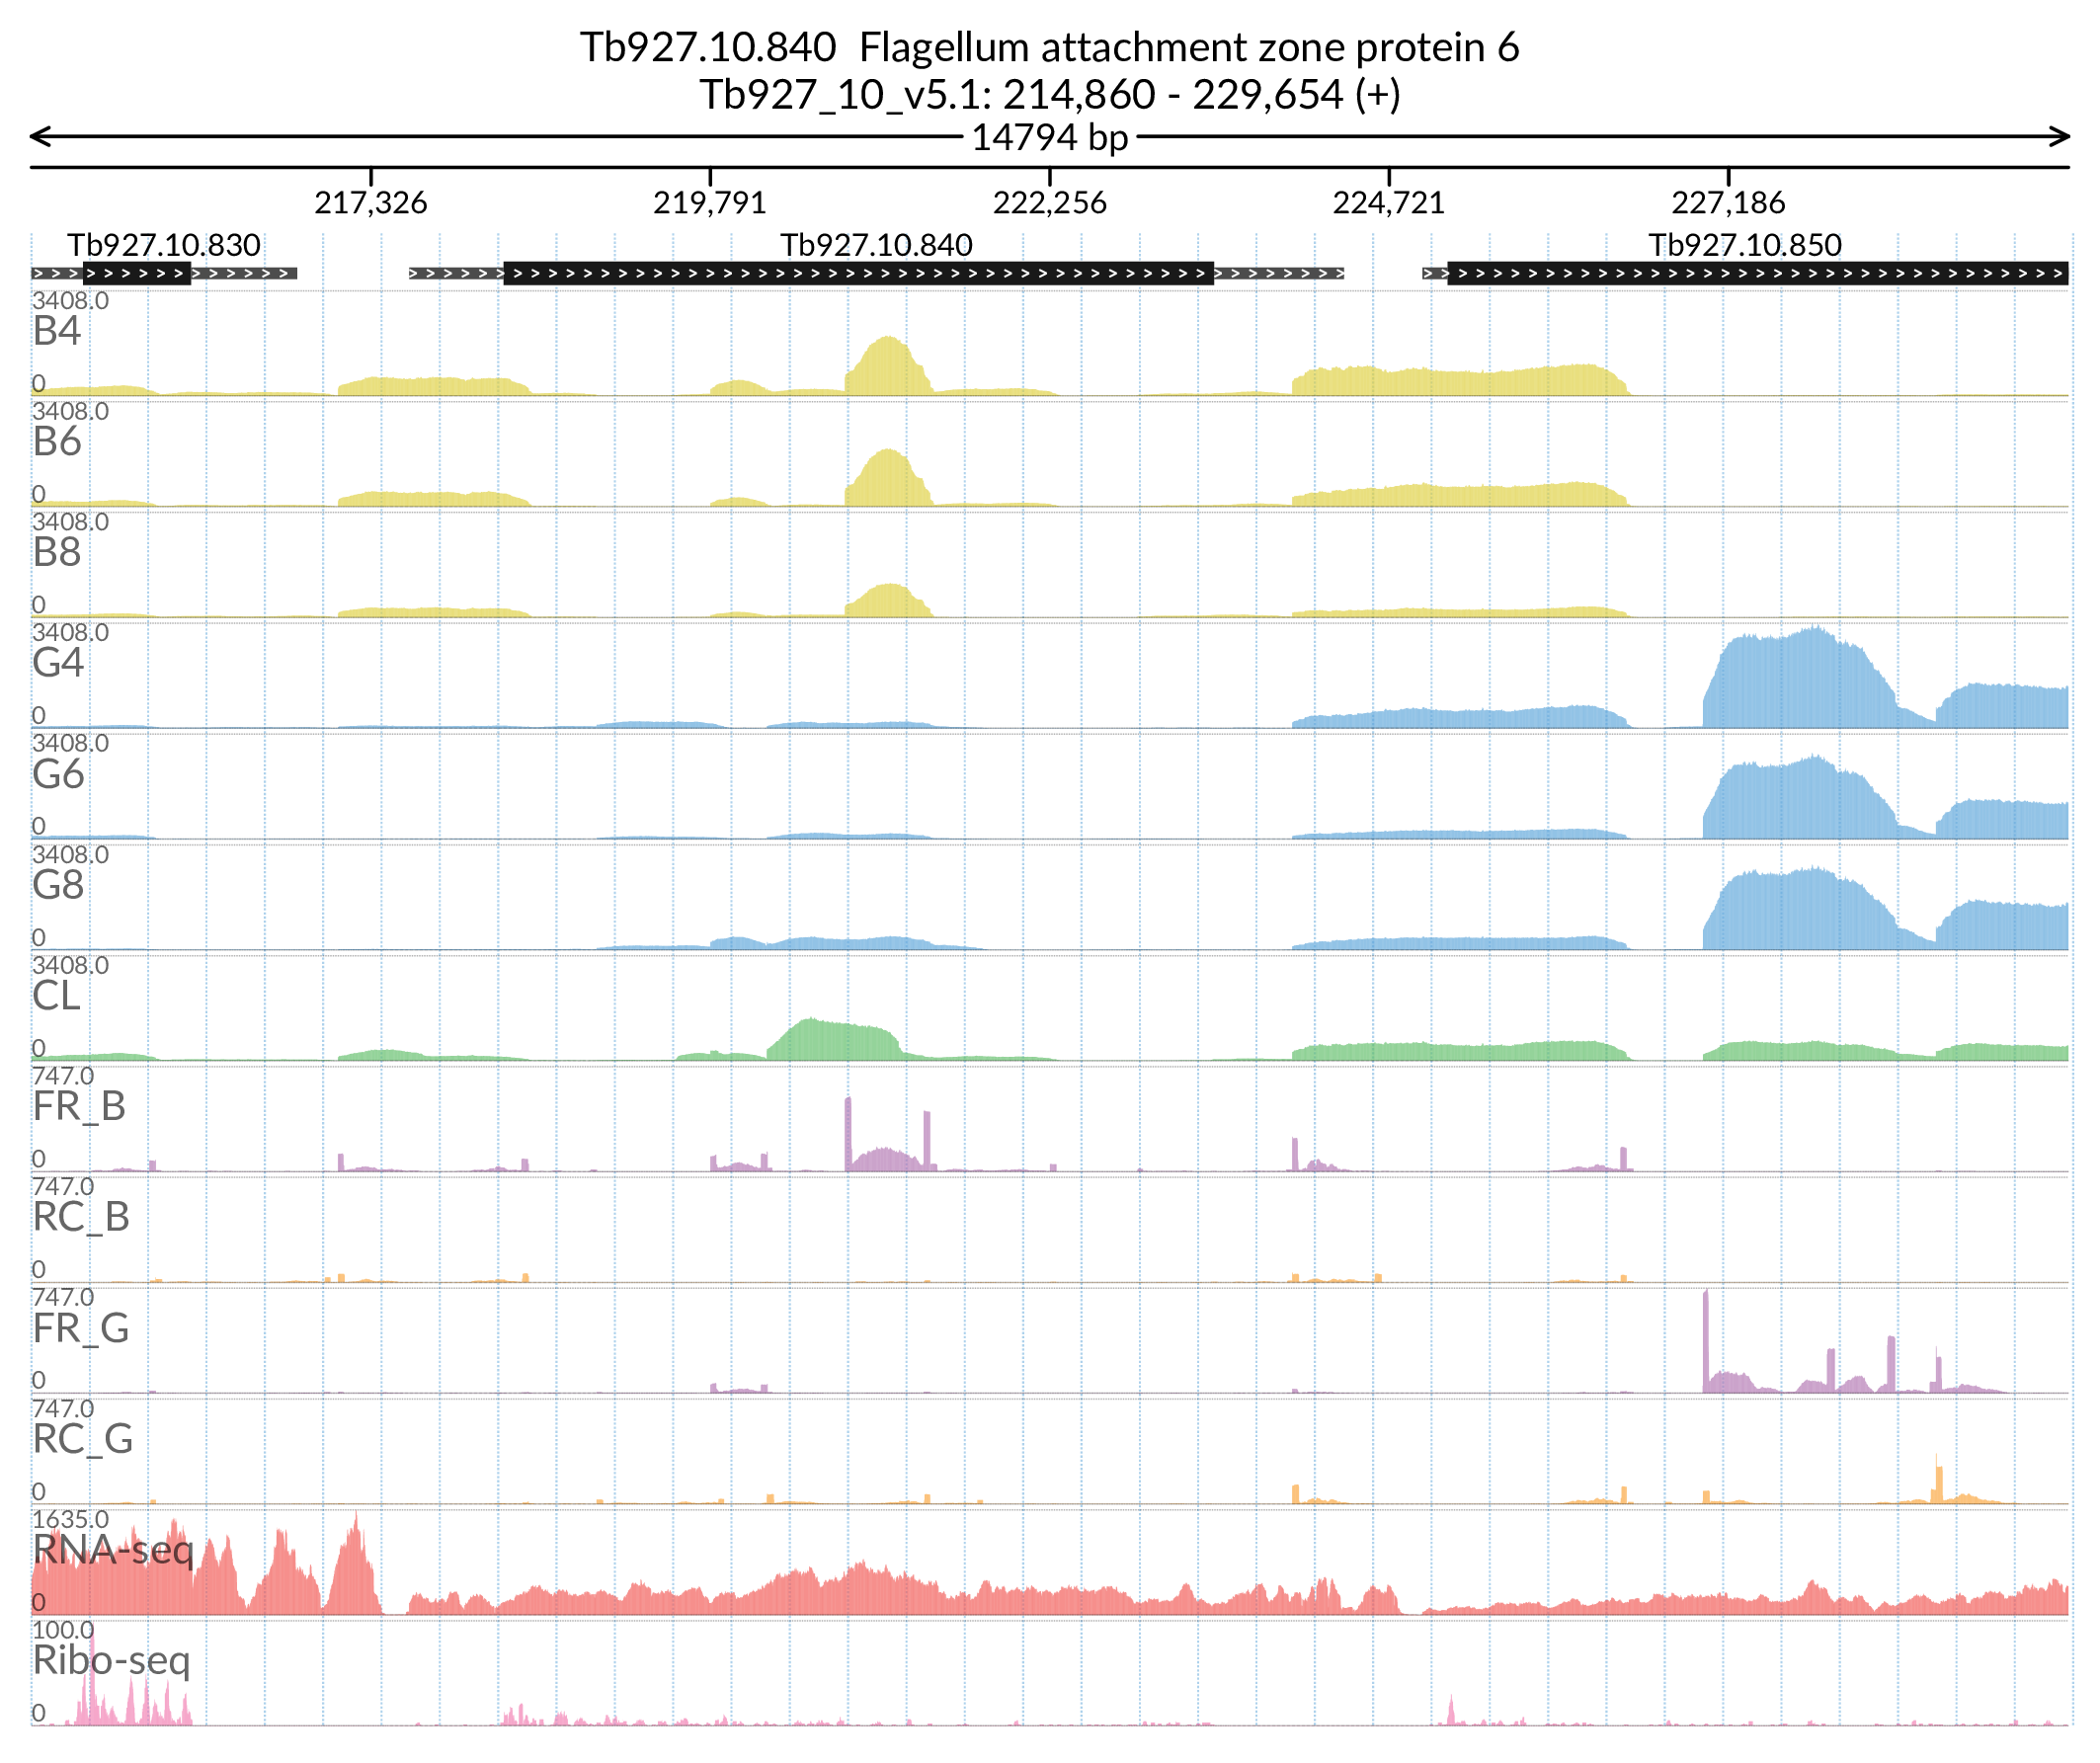 Tb927.10.840 Flagellum attachment zone protein 6
Tb927_10_v5.1: 214,860 - 229,654 (+)
14794 bp
217,326 219,791 222,256 224,721 227,186
Tb927.10.830 Tb927.10.840 Tb927.10.850
3408.0
B4
0
3408.0
B6
0
3408.0
B8
0
3408.0
G4
0
3408.0
G6
0
3408.0
G8
0
3408.0
CL
0
747.0
FR_B
0
747.0
RC_B
0
747.0
FR_G
0
747.0
RC_G
0
1635.0
RNA-seq
0
100.0
Ribo-seq
0